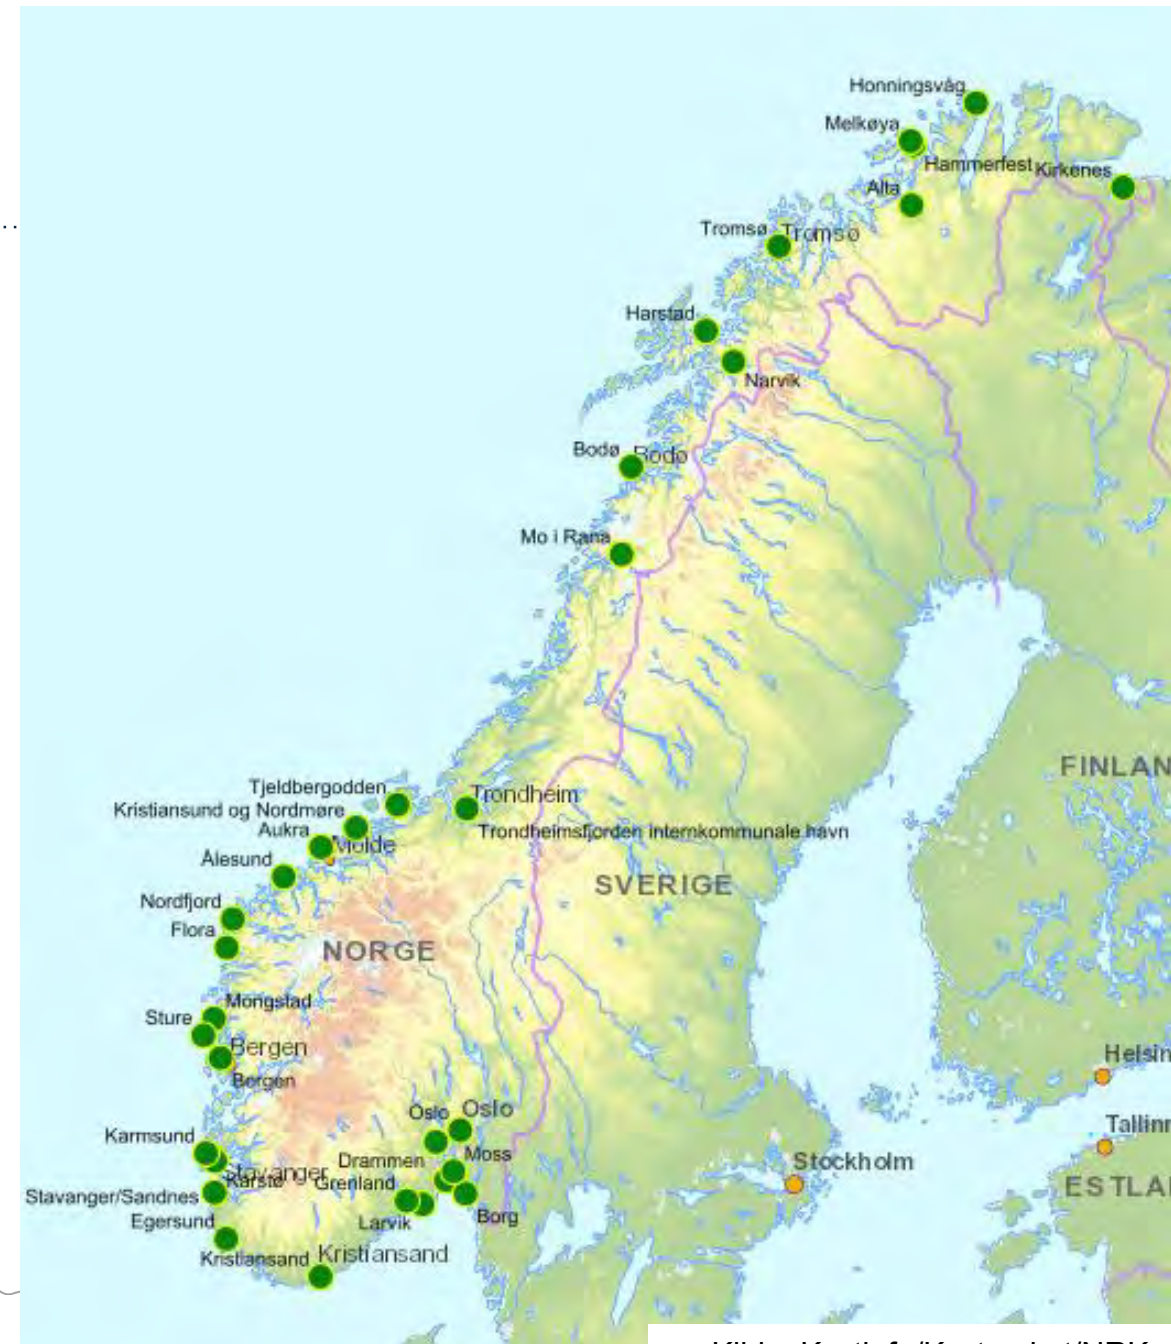 Honningsvåg
Melkøya
Hammerfest
Kirkenes
Alta
Tromsø
Tromsø
Harstad
Narvik
Bodø
Bodø
Mo i Rana
FINLAN
Tjeldbergodden
Trondheim
Kristiansund og Nordmøre
Trondheimsfjorden internkommunale havn
Aukra
Molde
Ålesund
SVERIGE
Nordfjord
Flora
NORGE
Mongstad
Sture
Bergen
Helsin
Bergen
Oslo
Oslo
Tallinn
Karmsund
Moss
Drammen
Stockholm
Stavanger
Kårstø
Grenland
ESTLA
Stavanger/Sandnes
Borg
Egersund
Larvik
Kristiansand
Kristiansand